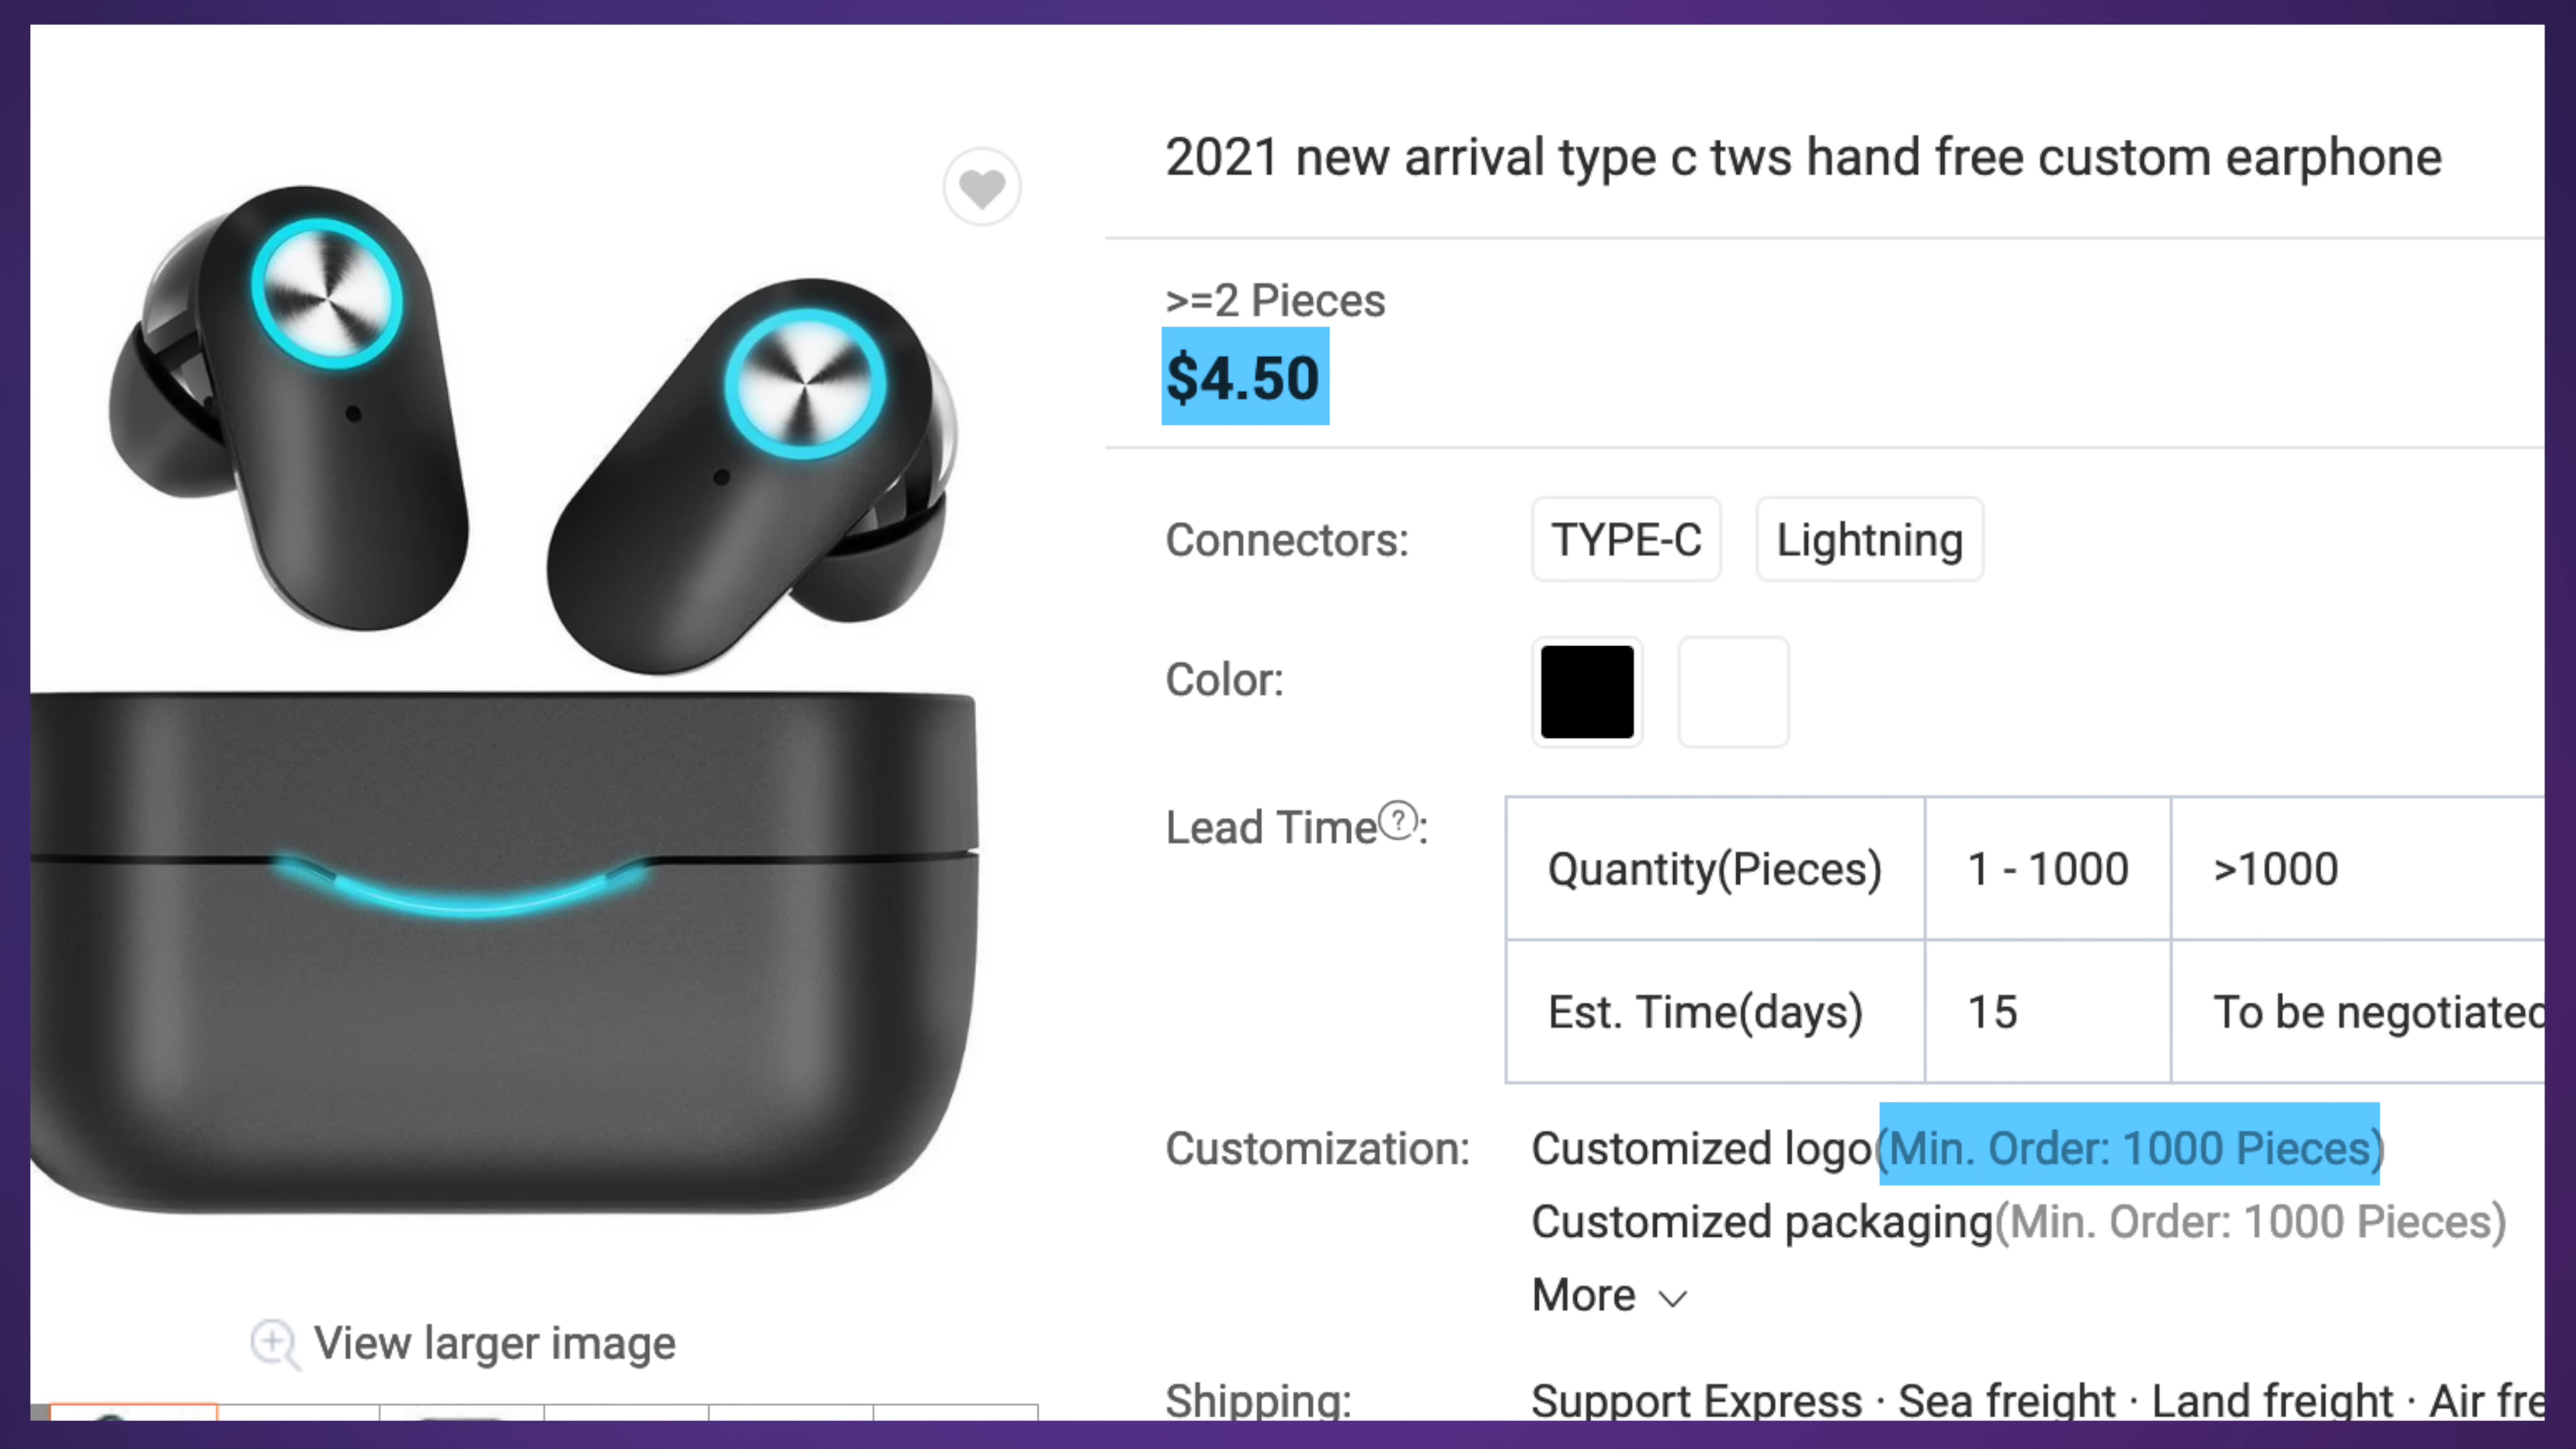 2021 new arrival type c tws hand free custom earphone
>=2 Pieces
$4.50
Connectors: TYPE-C Lightning
Color:
Lead Time?:
Quantity(Pieces) 1 - 1000 >1000
Est. Time(days) 15 To be negotiated
Customization: Customized logo(Min. Order: 1000 Pieces)
Customized packaging(Min. Order: 1000 Pieces)
More
View larger image
Shipping: Support Express · Sea freight · Land freight · Air fre